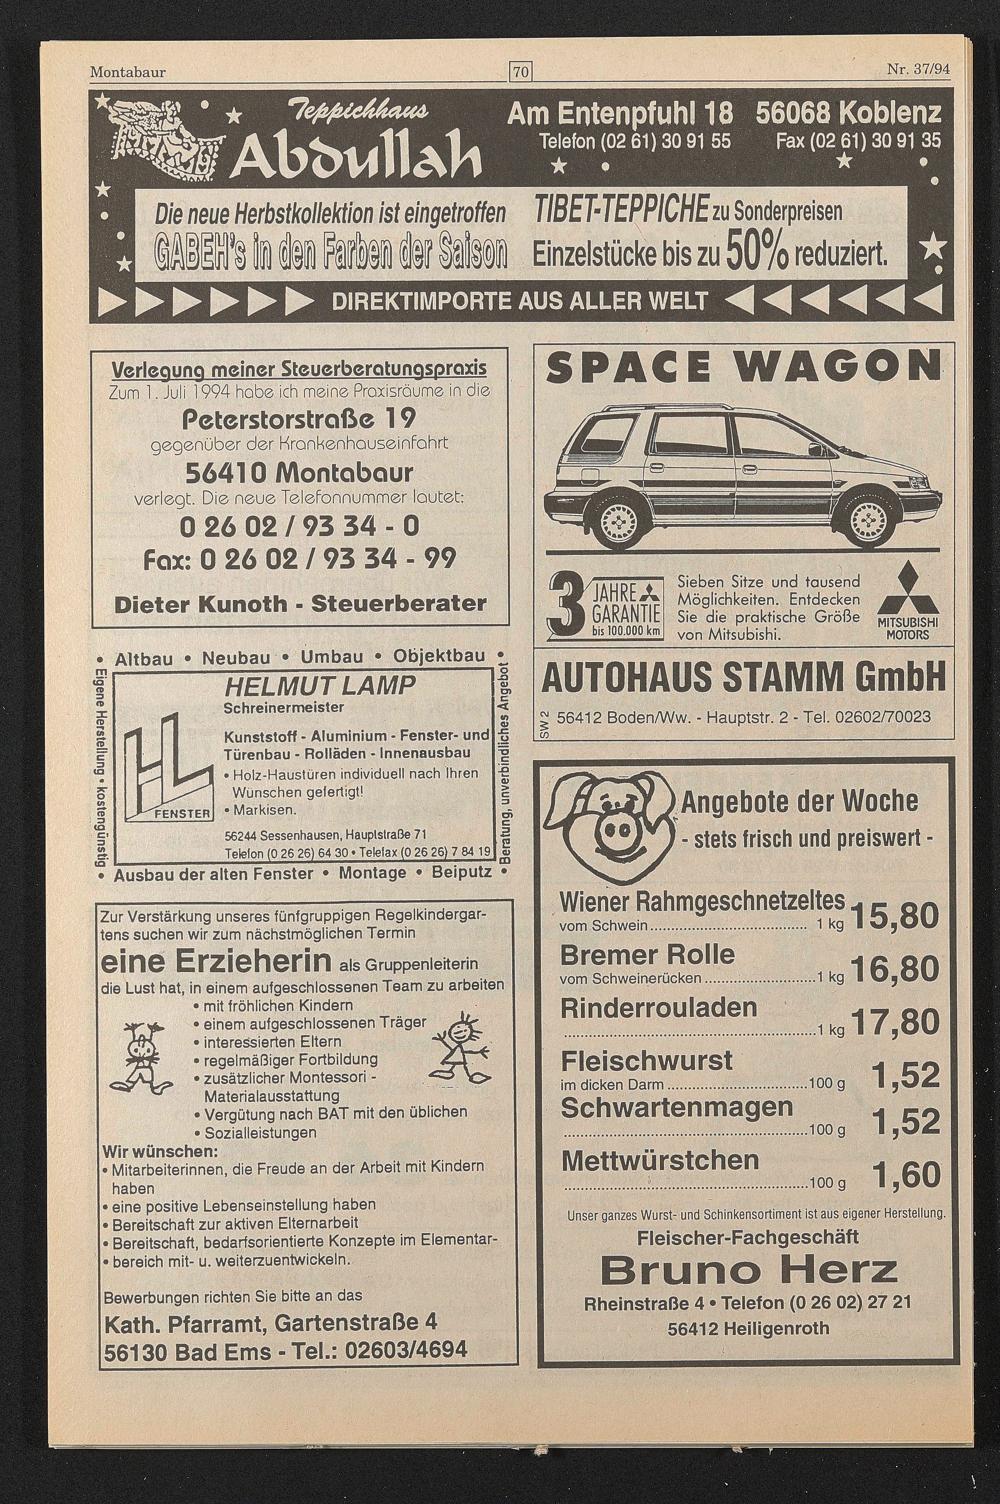 Montabaur
70
Nr. 37/94
Teppichhaus
Abdullah
Am Entenpfuhl 18 56068 Koblenz
Telefon (02 61) 30 91 55 Fax (02 61) 30 91 35
Die neue Herbstkollektion ist eingetroffen
GABEH's in den Farben der Saison
TIBET-TEPPICHE zu Sonderpreisen
Einzelstücke bis zu 50% reduziert.
DIREKTIMPORTE AUS ALLER WELT
Verlegung meiner Steuerberatungspraxis
Zum 1. Juli 1994 habe ich meine Praxisräume in die
Peterstorstraße 19
gegenüber der Krankenhauseinfahrt
56410 Montabaur
verlegt. Die neue Telefonnummer lautet:
0 26 02 / 93 34 - 0
Fax: 0 26 02 / 93 34 - 99
Dieter Kunoth - Steuerberater
• Altbau • Neubau • Umbau • Objektbau •
Eigene Herstellung • kostengünstig
HELMUT LAMP
Schreinermeister
Kunststoff - Aluminium - Fenster- und
Türenbau - Rolläden - Innenausbau
• Holz-Haustüren individuell nach Ihren
Wünschen gefertigt!
• Markisen.
HL
FENSTER
56244 Sessenhausen, Hauptstraße 71
Telefon (0 26 26) 64 30 • Telefax (0 26 26) 7 84 19
Beratung, unverbindliches Angebot
• Ausbau der alten Fenster • Montage • Beiputz •
Zur Verstärkung unseres fünfgruppigen Regelkindergar-
tens suchen wir zum nächstmöglichen Termin
eine Erzieherin als Gruppenleiterin
die Lust hat, in einem aufgeschlossenen Team zu arbeiten
• mit fröhlichen Kindern
• einem aufgeschlossenen Träger
• interessierten Eltern
• regelmäßiger Fortbildung
• zusätzlicher Montessori -
Materialausstattung
• Vergütung nach BAT mit den üblichen
• Sozialleistungen
Wir wünschen:
• Mitarbeiterinnen, die Freude an der Arbeit mit Kindern
haben
• eine positive Lebenseinstellung haben
• Bereitschaft zur aktiven Elternarbeit
• Bereitschaft, bedarfsorientierte Konzepte im Elementar-
• bereich mit- u. weiterzuentwickeln.
Bewerbungen richten Sie bitte an das
Kath. Pfarramt, Gartenstraße 4
56130 Bad Ems - Tel.: 02603/4694
SPACE WAGON
3 JAHRE
GARANTIE
bis 100.000 km
Sieben Sitze und tausend
Möglichkeiten. Entdecken
Sie die praktische Größe
von Mitsubishi.
MITSUBISHI
MOTORS
AUTOHAUS STAMM GmbH
SW 2
56412 Boden/Ww. - Hauptstr. 2 - Tel. 02602/70023
Angebote der Woche
- stets frisch und preiswert -
Wiener Rahmgeschnetzeltes
vom Schwein.................................. 1 kg 15,80
Bremer Rolle
vom Schweinerücken ........................1 kg 16,80
Rinderrouladen
......................................................1 kg 17,80
Fleischwurst
im dicken Darm ..............................100 g 1,52
Schwartenmagen
....................................................100 g 1,52
Mettwürstchen
....................................................100 g 1,60
Unser ganzes Wurst- und Schinkensortiment ist aus eigener Herstellung.
Fleischer-Fachgeschäft
Bruno Herz
Rheinstraße 4 • Telefon (0 26 02) 27 21
56412 Heiligenroth